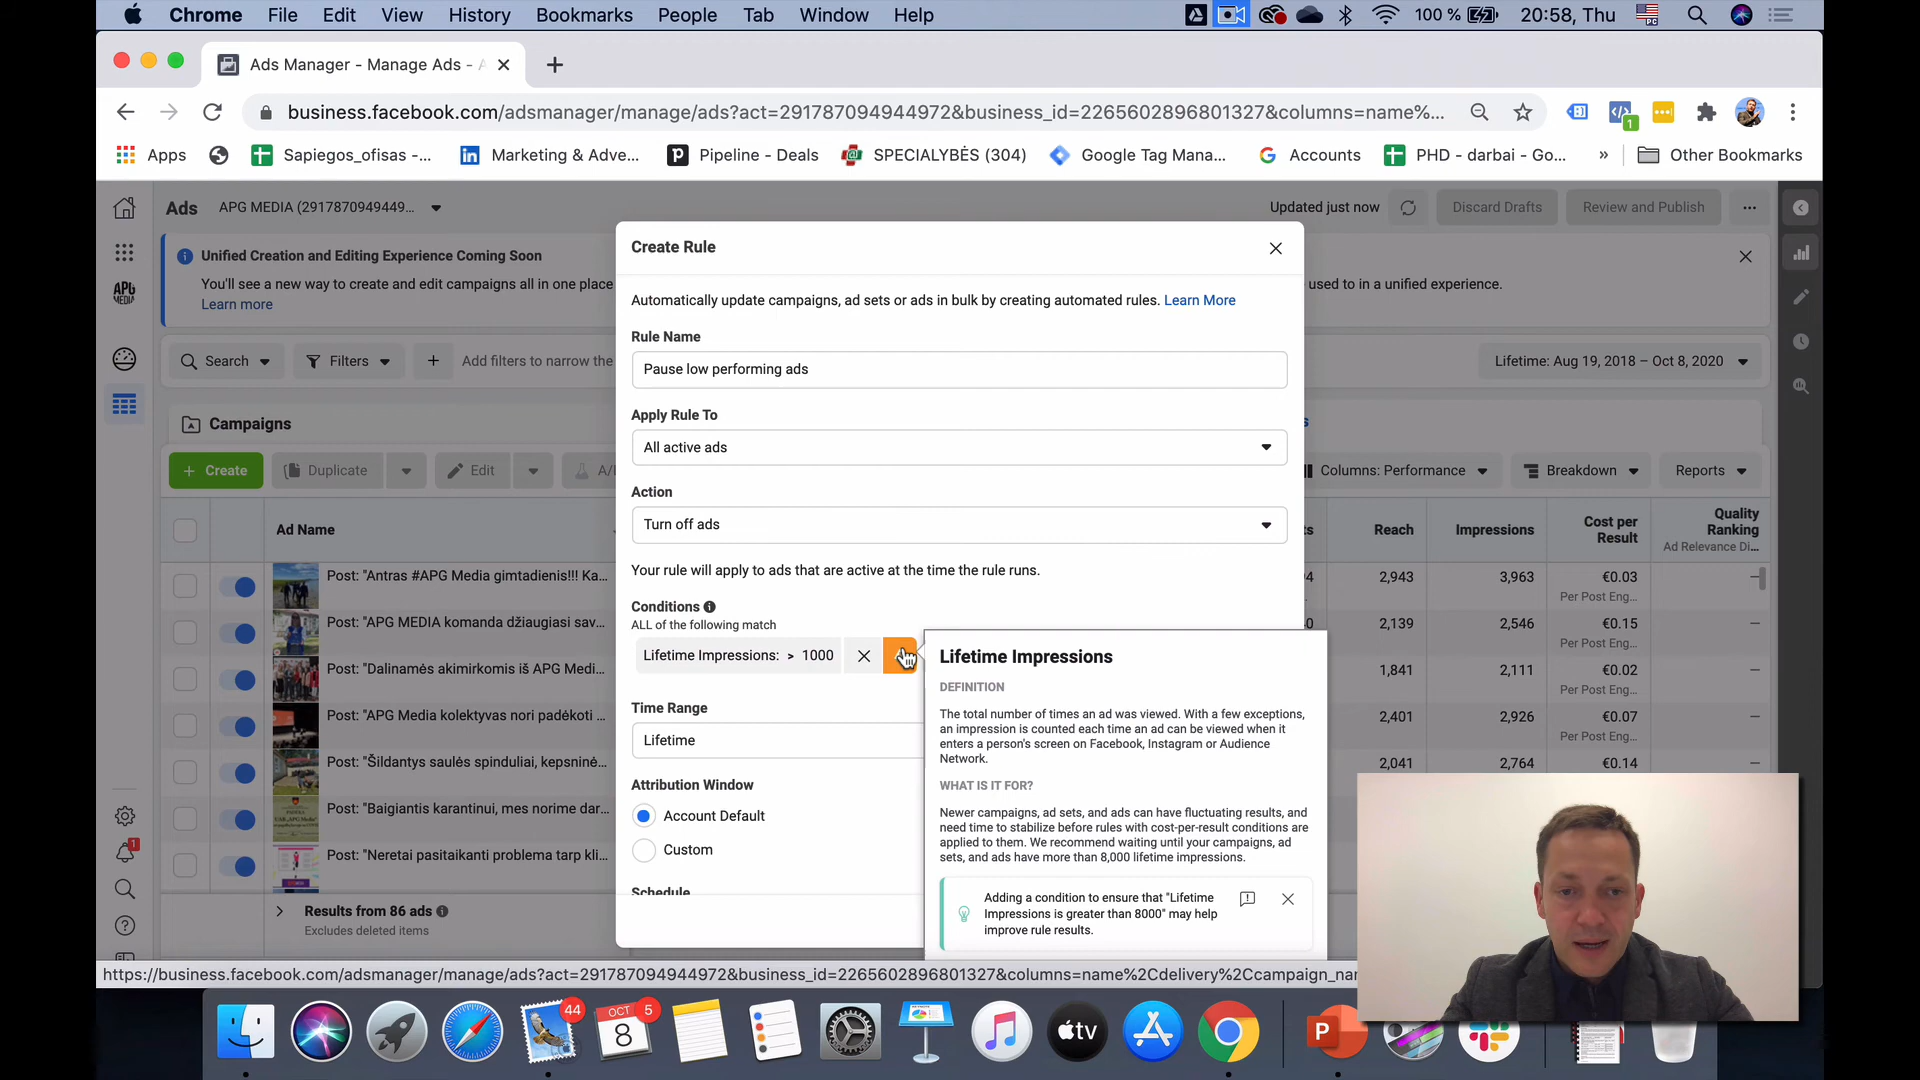 Chrome File Edit View History Bookmarks People Tab Window Help 100 % 20:58, Thu
Ads Manager - Manage Ads - A
business.facebook.com/adsmanager/manage/ads?act=291787094944972&business_id=2265602896801327&columns=name%...
1
Apps Sapiegos_ofisas -... Marketing & Adve... Pipeline - Deals SPECIALYBĖS (304) Google Tag Mana... Accounts PHD - darbai - Go... » Other Bookmarks
Ads APG MEDIA (2917870949449... Updated just now Discard Drafts Review and Publish
Unified Creation and Editing Experience Coming Soon
You'll see a new way to create and edit campaigns all in one place
used to in a unified experience.
Learn more
APG
MEDIA
Search Filters + Add filters to narrow the
Lifetime: Aug 19, 2018 – Oct 8, 2020
Campaigns
+ Create Duplicate Edit A/
Columns: Performance Breakdown Reports
Ad Name
Reach Impressions Cost per Result Quality Ranking
Ad Relevance Di...
Post: "Antras #APG Media gimtadienis!!! Ka...
2,943 3,963 €0.03 —
Per Post Eng...
Post: "APG MEDIA komanda džiaugiasi sav...
2,139 2,546 €0.15 —
Per Post Eng...
Post: "Dalinamės akimirkomis iš APG Medi...
1,841 2,111 €0.02 —
Per Post Eng...
Post: "APG Media kolektyvas nori padėkoti ...
2,401 2,926 €0.07 —
Per Post Eng...
Post: "Šildantys saulės spinduliai, kepsninė...
2,041 2,764 €0.14 —
Post: "Baigiantis karantinui, mes norime dar...
Post: "Neretai pasitaikanti problema tarp kli...
1
Results from 86 ads
Excludes deleted items
Create Rule
Automatically update campaigns, ad sets or ads in bulk by creating automated rules. Learn More
Rule Name
Pause low performing ads
Apply Rule To
All active ads
Action
Turn off ads
Your rule will apply to ads that are active at the time the rule runs.
Conditions
ALL of the following match
Lifetime Impressions: > 1000
Time Range
Lifetime
Attribution Window
Account Default
Custom
Schedule
Lifetime Impressions
DEFINITION
The total number of times an ad was viewed. With a few exceptions,
an impression is counted each time an ad can be viewed when it
enters a person's screen on Facebook, Instagram or Audience
Network.
WHAT IS IT FOR?
Newer campaigns, ad sets, and ads can have fluctuating results, and
need time to stabilize before rules with cost-per-result conditions are
applied to them. We recommend waiting until your campaigns, ad
sets, and ads have more than 8,000 lifetime impressions.
Adding a condition to ensure that "Lifetime
Impressions is greater than 8000" may help
improve rule results.
https://business.facebook.com/adsmanager/manage/ads?act=291787094944972&business_id=2265602896801327&columns=name%2Cdelivery%2Ccampaign_nar
44
OCT 5
8
tv
P